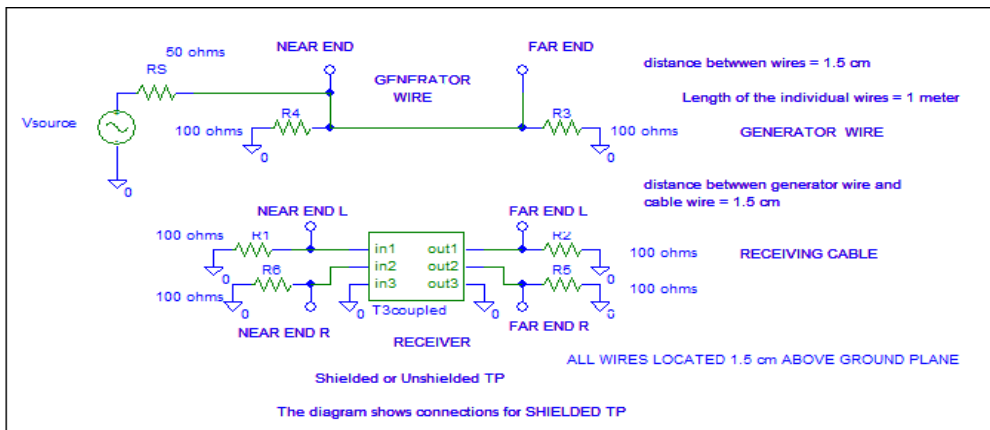 NEAR END
FAR END
50 ohms
RS
GENERATOR
WIRE
distance betwwen wires = 1.5 cm
Length of the individual wires = 1 meter
Vsource
100 ohms
R4
0
R3
100 ohms
0
GENERATOR WIRE
0
distance betwwen generator wire and
cable wire = 1.5 cm
NEAR END L
FAR END L
100 ohms
R1
in1
out1
R2
100 ohms
RECEIVING CABLE
0
R6
in2
out2
R5
0
100 ohms
in3
out3
100 ohms
0
0
T3coupled
0
0
NEAR END R
FAR END R
RECEIVER
ALL WIRES LOCATED 1.5 cm ABOVE GROUND PLANE
Shielded or Unshielded TP
The diagram shows connections for SHIELDED TP